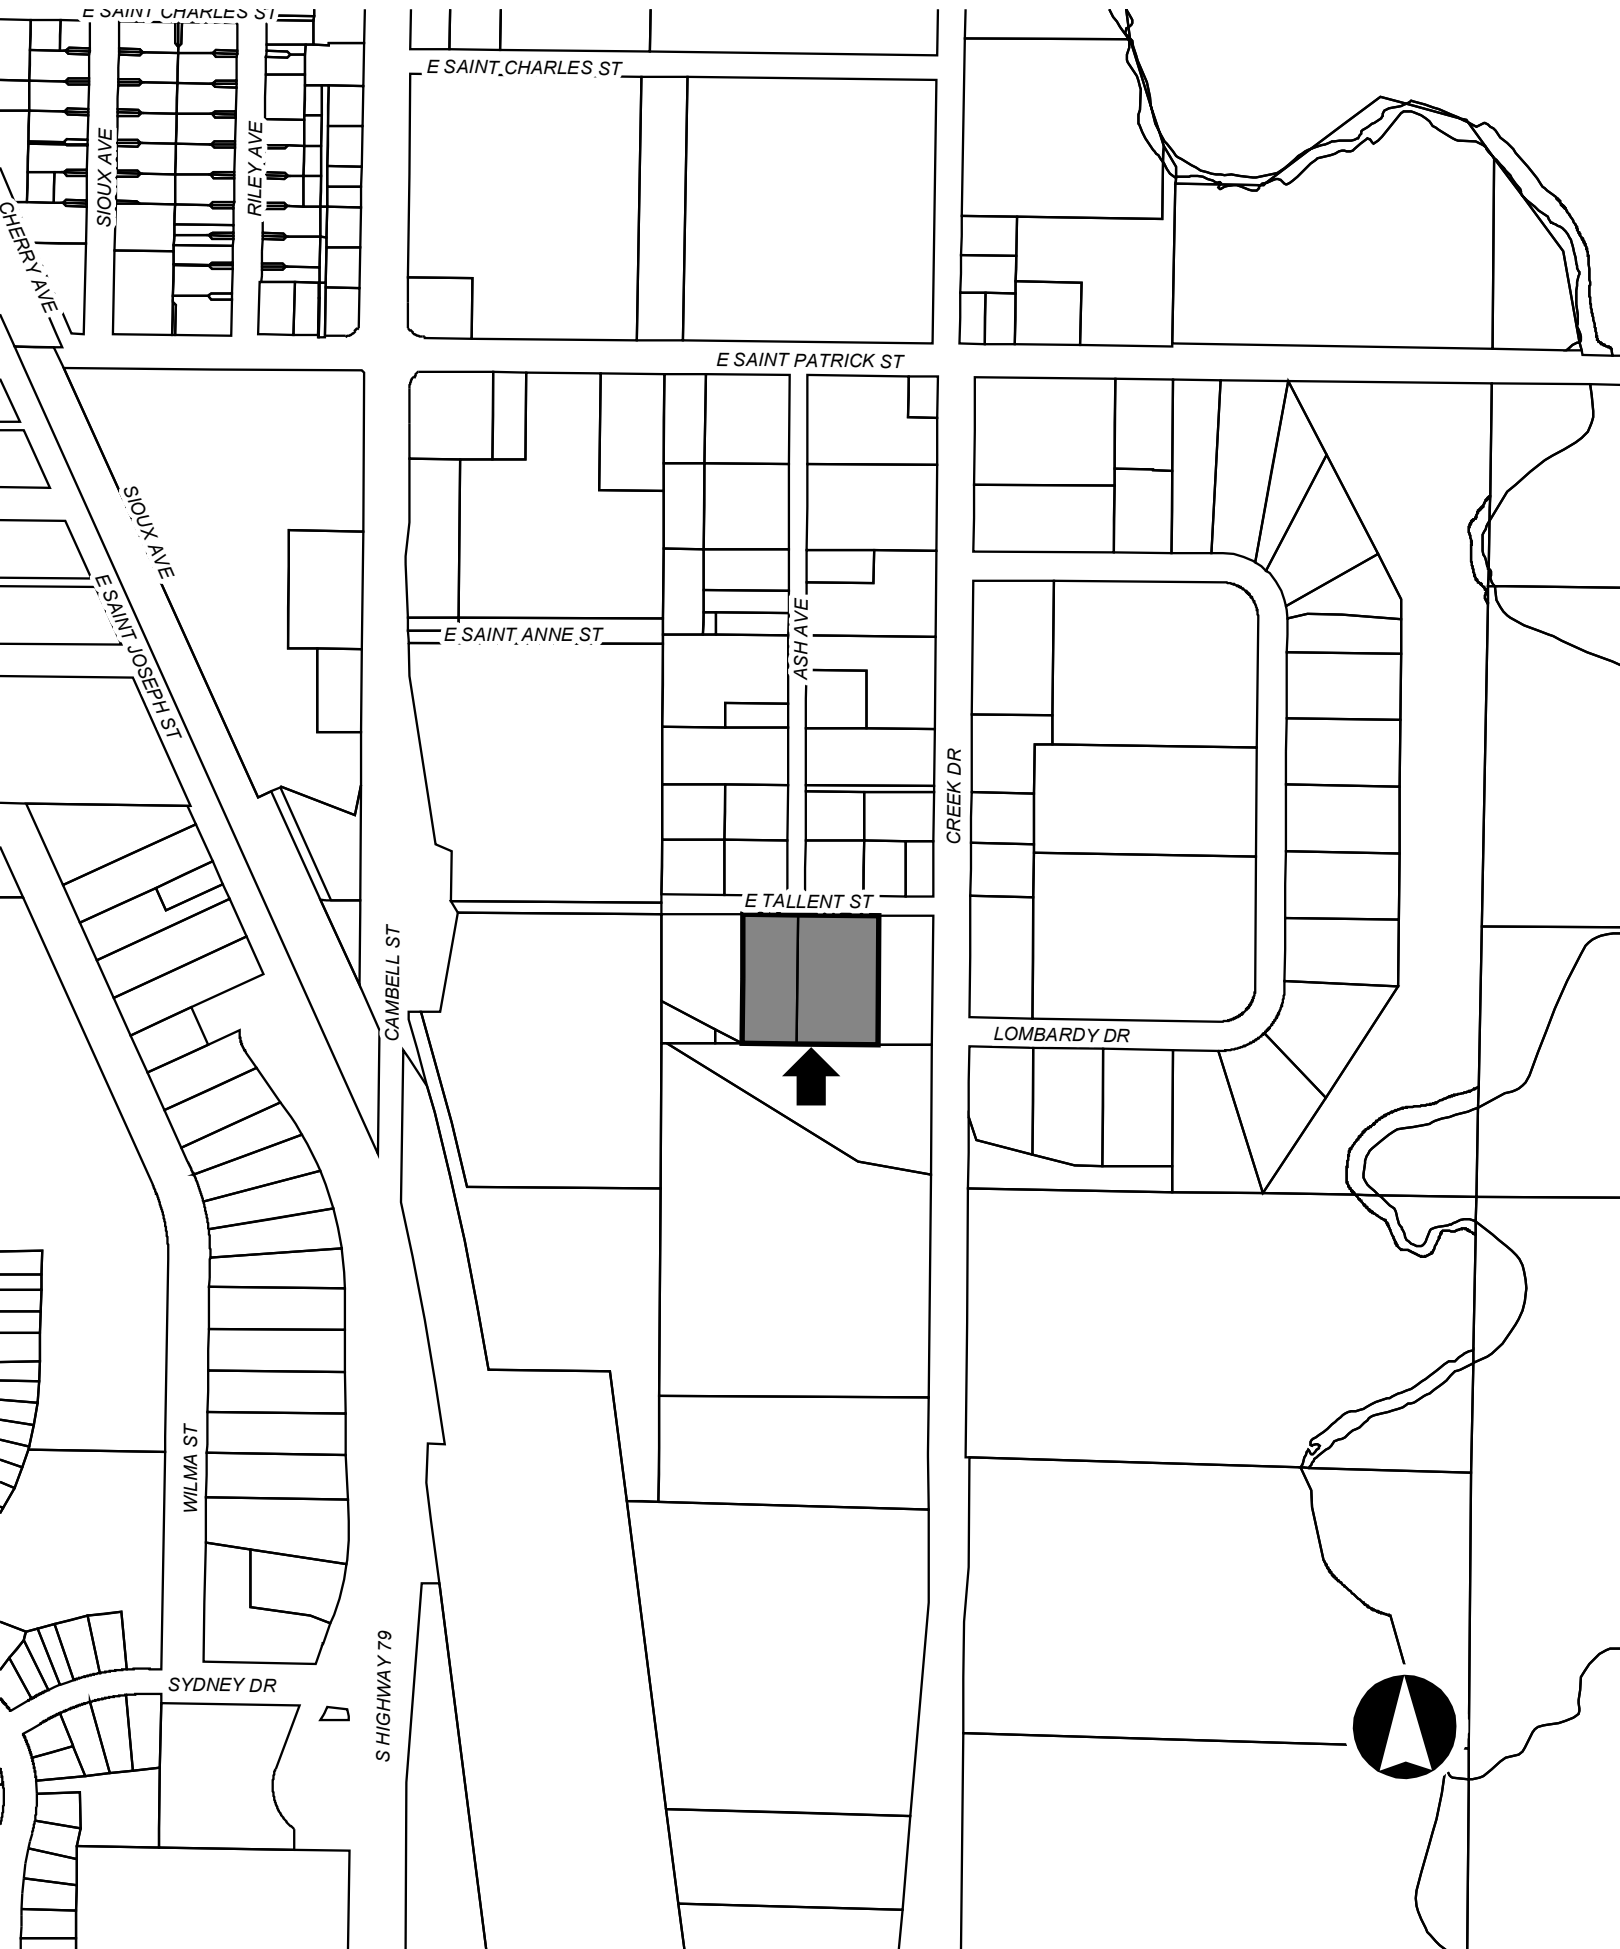 E SAINT CHARLES ST
E SAINT CHARLES ST
SIOUX AVE
RILEY AVE
CHERRY AVE
E SAINT PATRICK ST
SIOUX AVE
E SAINT JOSEPH ST
E SAINT ANNE ST
ASH AVE
CREEK DR
E TALLENT ST
CAMBELL ST
LOMBARDY DR
WILMA ST
SYDNEY DR
S HIGHWAY 79